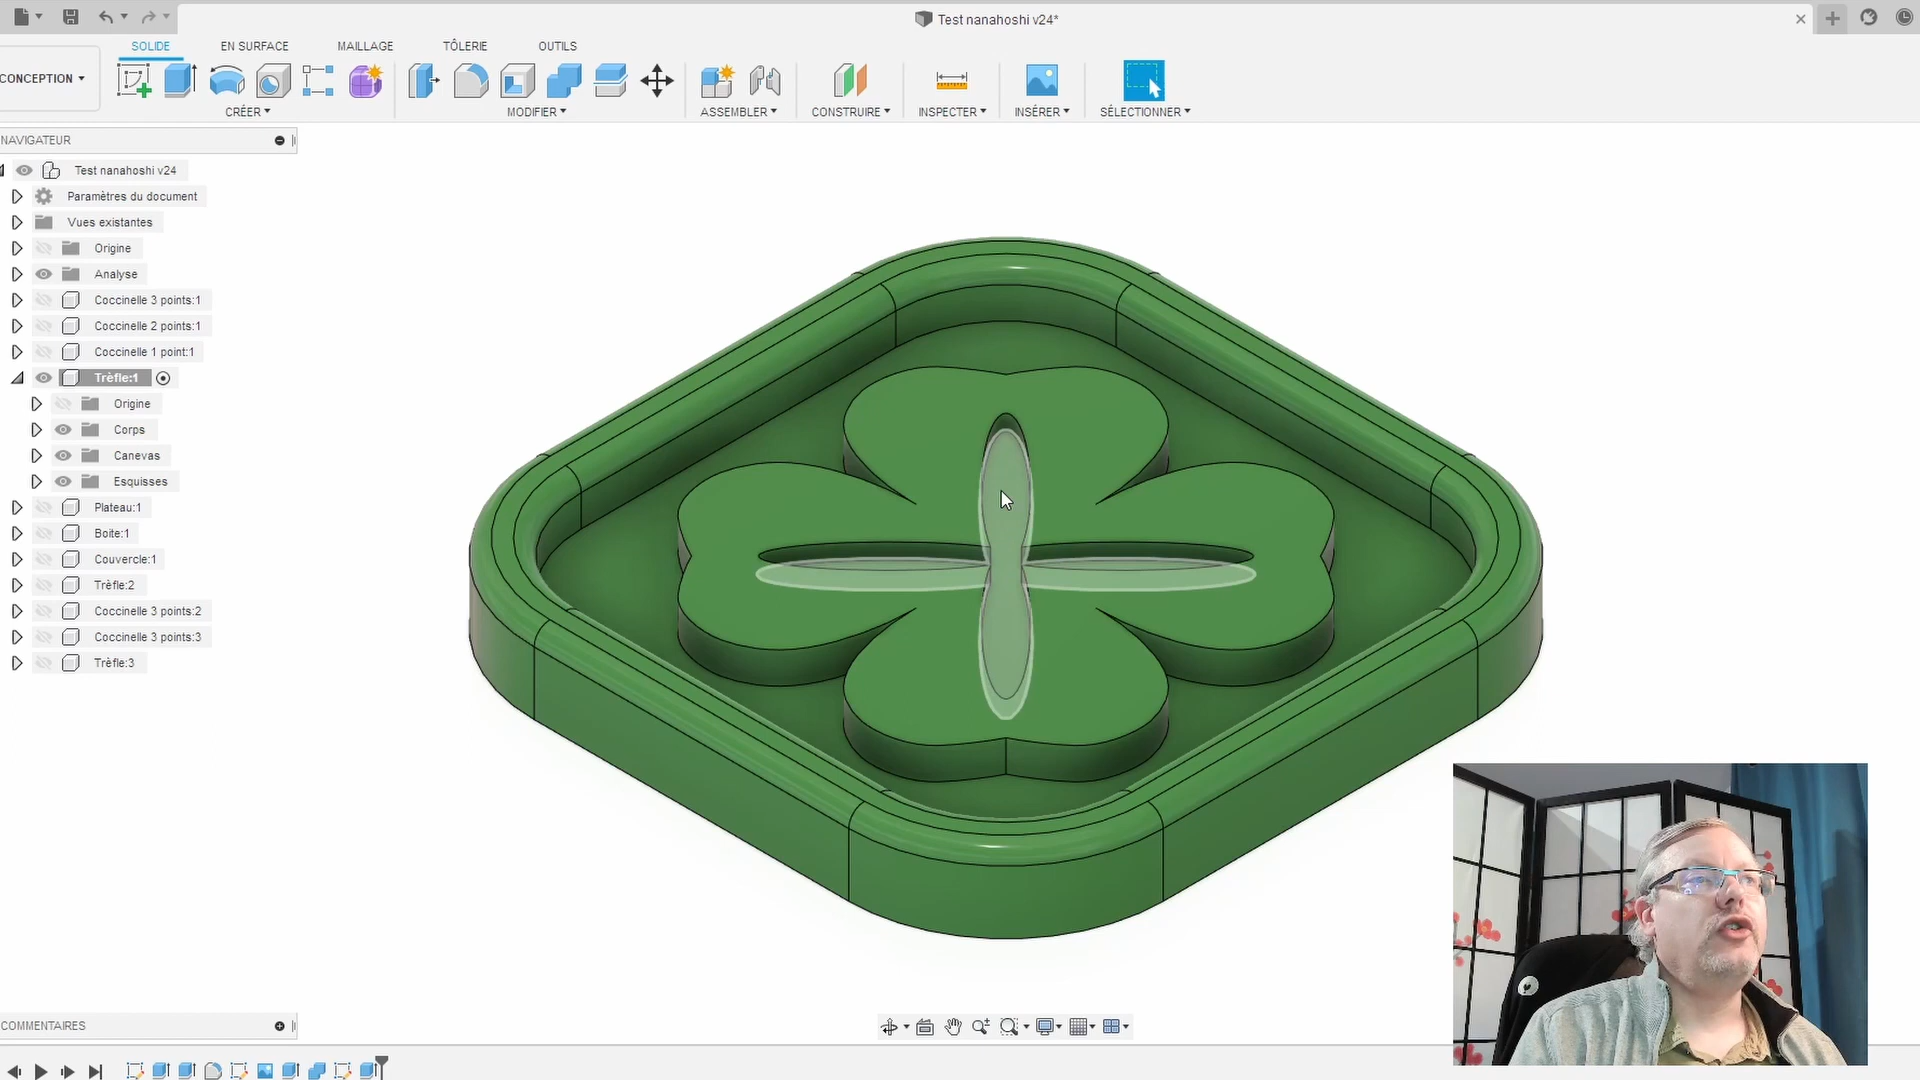 Test nanahoshi v24*
SOLIDE
EN SURFACE
MAILLAGE
TÔLERIE
OUTILS
CONCEPTION
CRÉER
MODIFIER
ASSEMBLER
CONSTRUIRE
INSPECTER
INSÉRER
SÉLECTIONNER
NAVIGATEUR
Test nanahoshi v24
Paramètres du document
Vues existantes
Origine
Analyse
Coccinelle 3 points:1
Coccinelle 2 points:1
Coccinelle 1 point:1
Trèfle:1
Origine
Corps
Canevas
Esquisses
Plateau:1
Boite:1
Couvercle:1
Trèfle:2
Coccinelle 3 points:2
Coccinelle 3 points:3
Trèfle:3
COMMENTAIRES